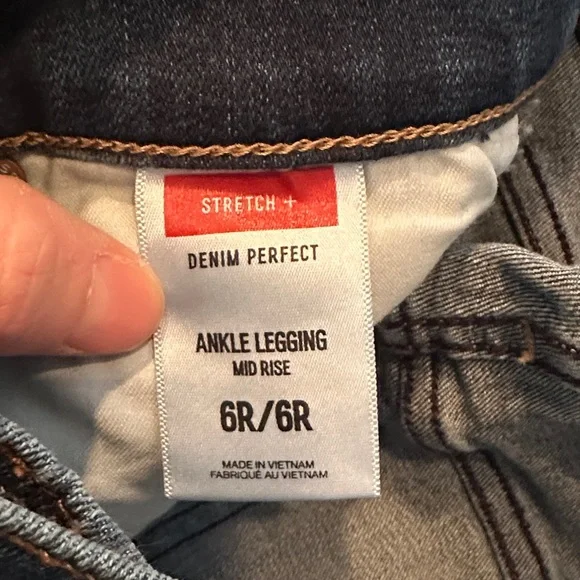 STRETCH +
DENIM PERFECT
ANKLE LEGGING
MID RISE
6R/6R
MADE IN VIETNAM
FABRIQUÉ AU VIETNAM